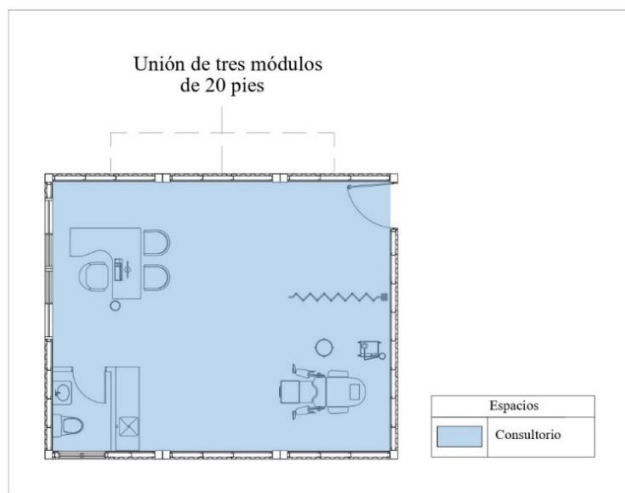 Unión de tres módulos
de 20 pies
Espacios
Consultorio